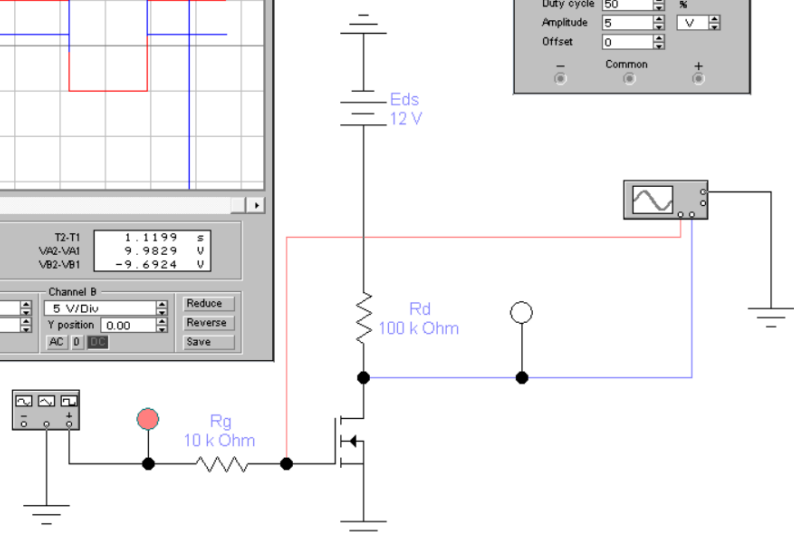 Duty cycle 50 %
Amplitude 5 V
Offset 0
− Common +
Eds
12 V
T2-T1 1.1199 s
VA2-VA1 9.9829 V
VB2-VB1 -9.6924 V
Channel B
5 V/Div
Y position 0.00
AC 0 DC
Reduce
Reverse
Save
Rd
100 k Ohm
− +
Rg
10 k Ohm